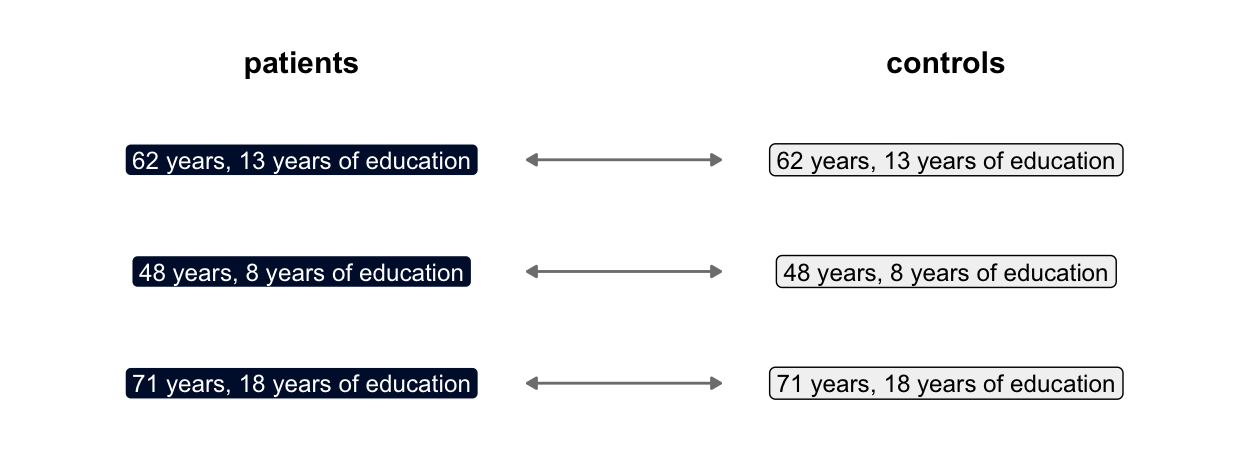 patients
controls
62 years, 13 years of education
62 years, 13 years of education
48 years, 8 years of education
48 years, 8 years of education
71 years, 18 years of education
71 years, 18 years of education